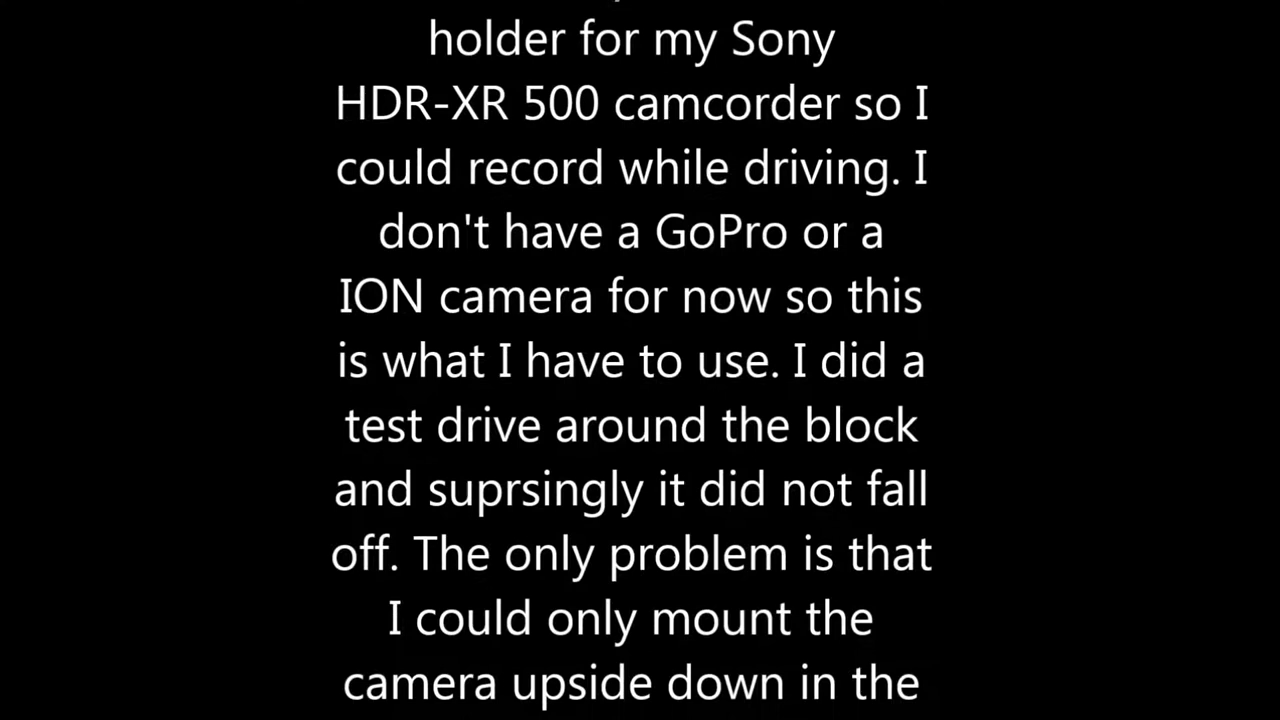 holder for my Sony
HDR-XR 500 camcorder so I
could record while driving. I
don't have a GoPro or a
ION camera for now so this
is what I have to use. I did a
test drive around the block
and suprsingly it did not fall
off. The only problem is that
I could only mount the
camera upside down in the